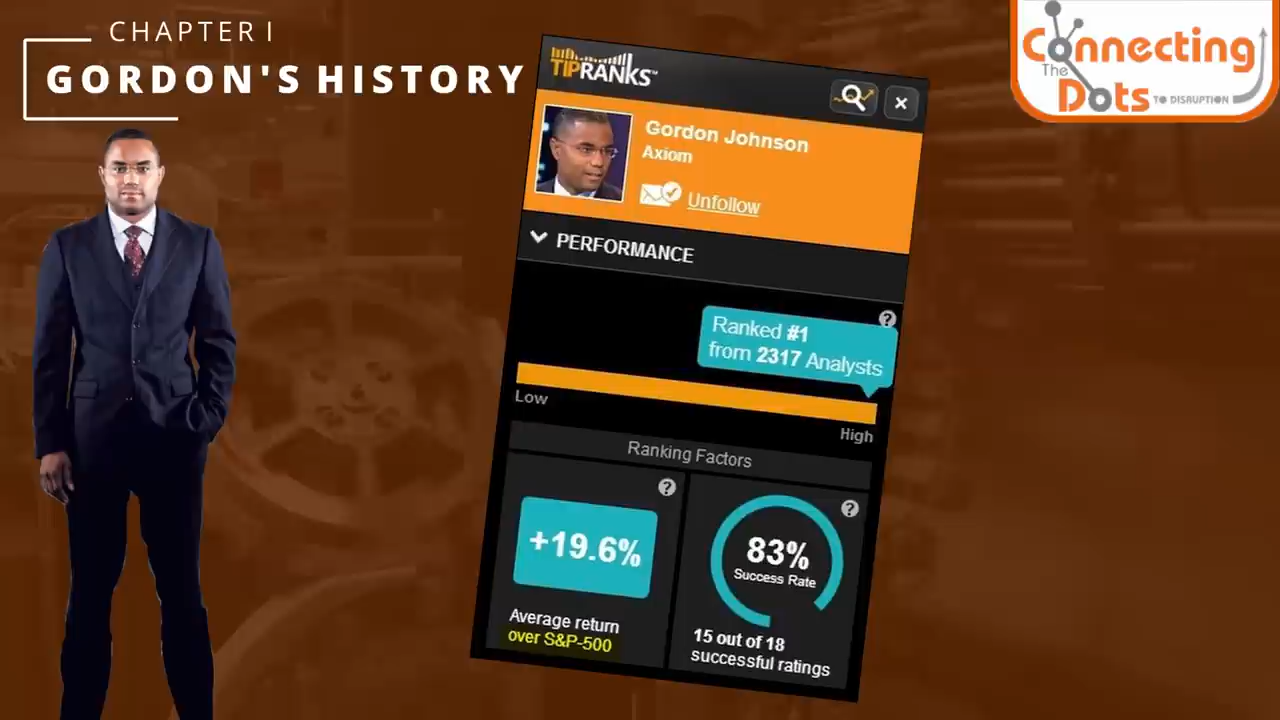 CHAPTER I
GORDON'S HISTORY
Connecting
The
Dots TO DISRUPTION
TIPRANKS™
Gordon Johnson
Axiom
Unfollow
PERFORMANCE
?
Ranked #1
from 2317 Analysts
Low
High
Ranking Factors
?
?
+19.6%
83%
Success Rate
Average return
over S&P-500
15 out of 18
successful ratings